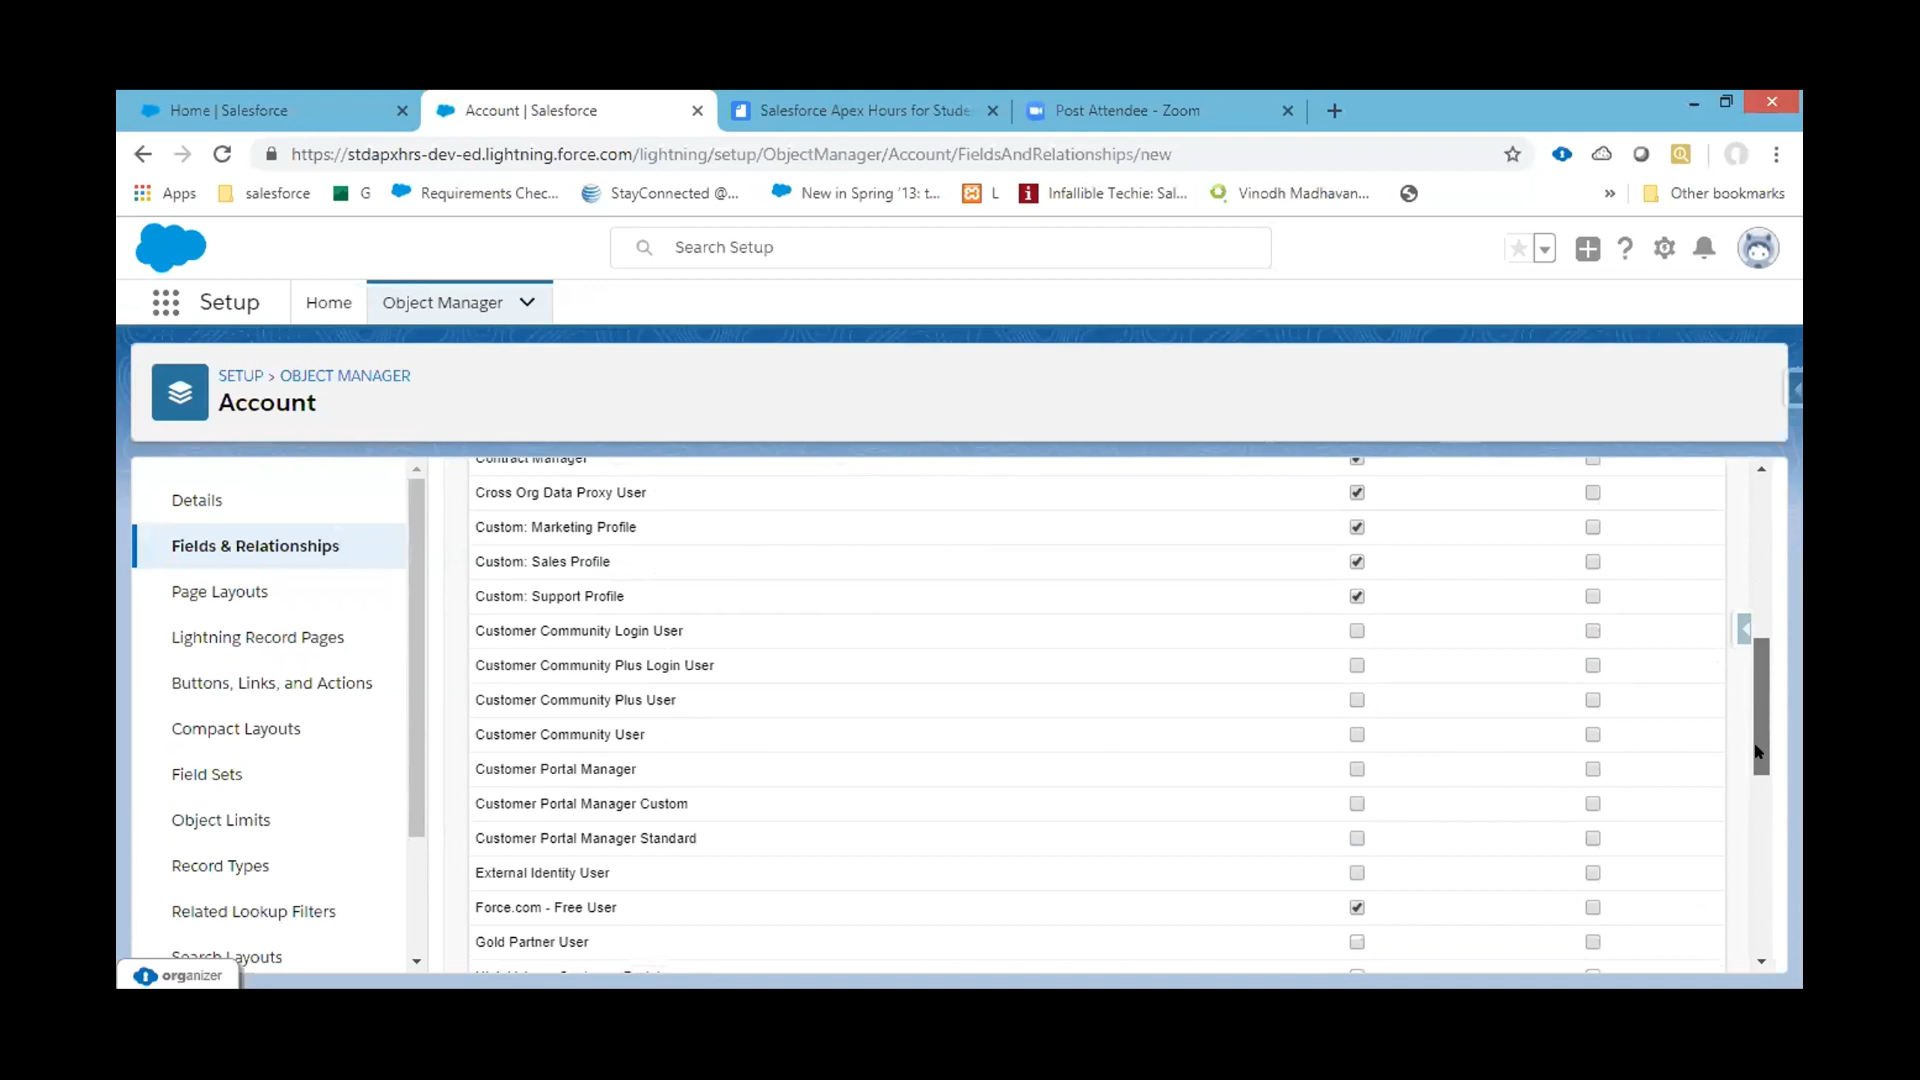 Home | Salesforce
Account | Salesforce
Salesforce Apex Hours for Stude
Post Attendee - Zoom
https://stdapxhrs-dev-ed.lightning.force.com/lightning/setup/ObjectManager/Account/FieldsAndRelationships/new
Apps
salesforce
G
Requirements Chec...
StayConnected @...
New in Spring '13: t...
L
Infallible Techie: Sal...
Vinodh Madhavan...
»
Other bookmarks
Search Setup
Setup
Home
Object Manager
SETUP > OBJECT MANAGER
Account
Details
Fields & Relationships
Page Layouts
Lightning Record Pages
Buttons, Links, and Actions
Compact Layouts
Field Sets
Object Limits
Record Types
Related Lookup Filters
Search Layouts
organizer
Contract Manager
Cross Org Data Proxy User
Custom: Marketing Profile
Custom: Sales Profile
Custom: Support Profile
Customer Community Login User
Customer Community Plus Login User
Customer Community Plus User
Customer Community User
Customer Portal Manager
Customer Portal Manager Custom
Customer Portal Manager Standard
External Identity User
Force.com - Free User
Gold Partner User